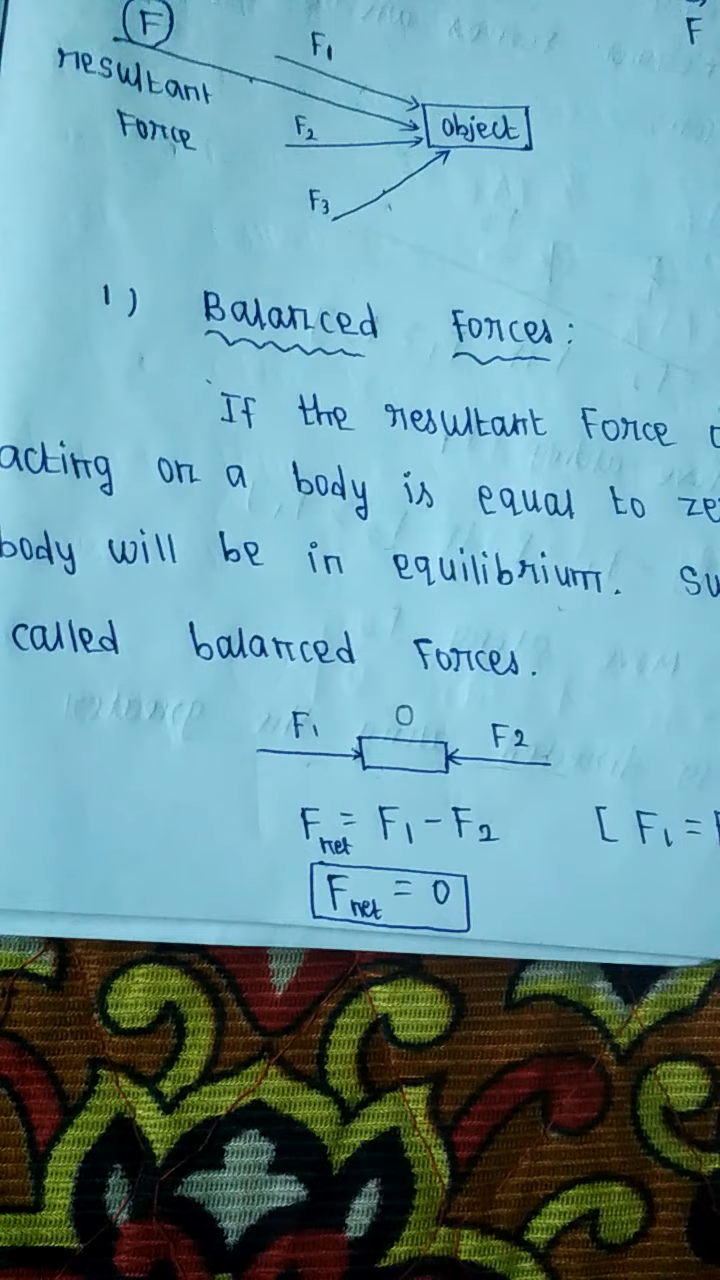 F
F
resultant
Force
F₁
F₂
F₃
object
1) Balanced Forces:
If the resultant Force
acting on a body is equal to
body will be in equilibrium.
called balanced Forces.
F₁ O F2
Fnet = F₁ - F₂ [ F₁ =
Fnet = 0